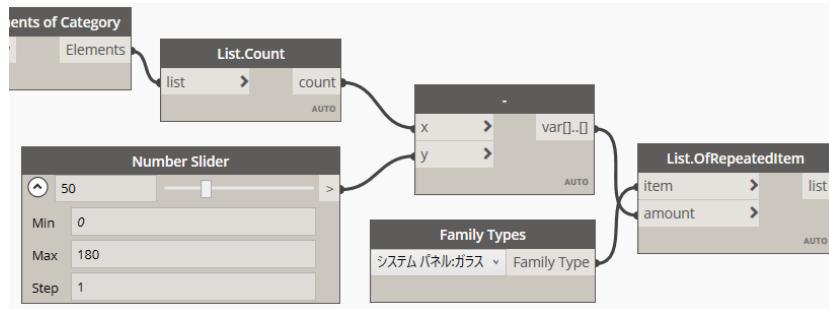 ents of Category
Elements
List.Count
list > count
AUTO
-
x > var[]..[]
y >
AUTO
Number Slider
50 >
Min 0
Max 180
Step 1
Family Types
システム パネル:ガラス Family Type
List.OfRepeatedItem
item > list
amount >
AUTO